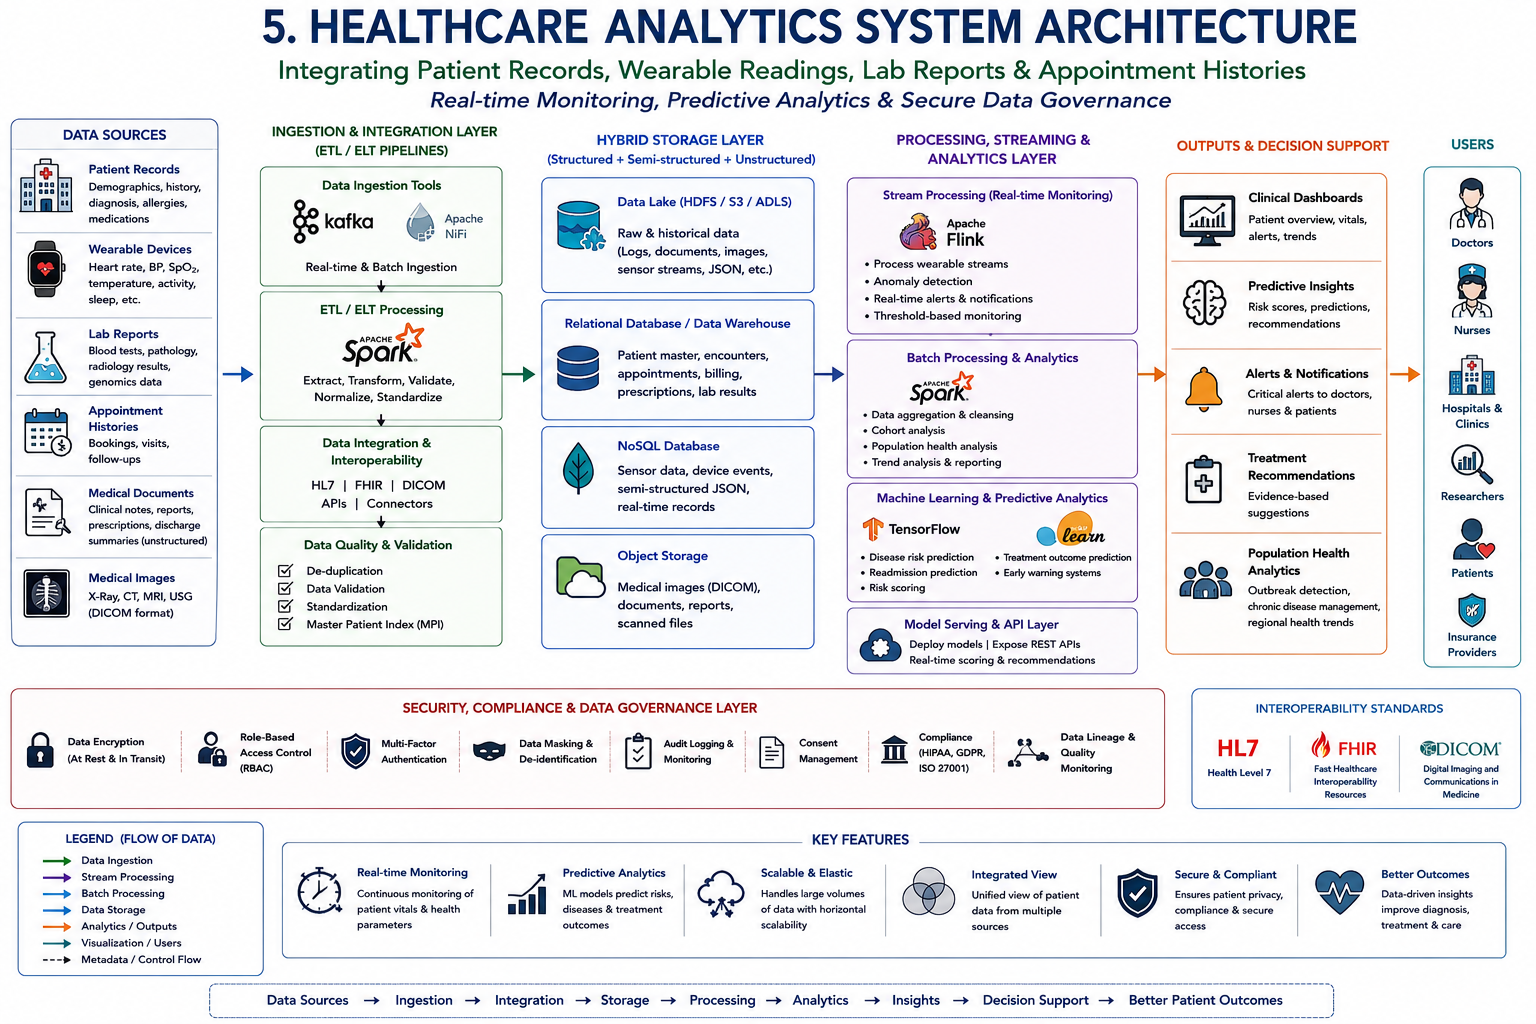 5. HEALTHCARE ANALYTICS SYSTEM ARCHITECTURE
Integrating Patient Records, Wearable Readings, Lab Reports & Appointment Histories
Real-time Monitoring, Predictive Analytics & Secure Data Governance
DATA SOURCES
Patient Records
Demographics, history,
diagnosis, allergies,
medications
Wearable Devices
Heart rate, BP, SpO₂,
temperature, activity,
sleep, etc.
Lab Reports
Blood tests, pathology,
radiology results,
genomics data
Appointment
Histories
Bookings, visits,
follow-ups
Medical Documents
Clinical notes, reports,
prescriptions, discharge
summaries (unstructured)
Medical Images
X-Ray, CT, MRI, USG
(DICOM format)
INGESTION & INTEGRATION LAYER
(ETL / ELT PIPELINES)
Data Ingestion Tools
kafka
Apache
NiFi
Real-time & Batch Ingestion
ETL / ELT Processing
APACHE
Spark
Extract, Transform, Validate,
Normalize, Standardize
Data Integration &
Interoperability
HL7 | FHIR | DICOM
APIs | Connectors
Data Quality & Validation
De-duplication
Data Validation
Standardization
Master Patient Index (MPI)
HYBRID STORAGE LAYER
(Structured + Semi-structured + Unstructured)
Data Lake (HDFS / S3 / ADLS)
Raw & historical data
(Logs, documents, images,
sensor streams, JSON, etc.)
Relational Database / Data Warehouse
Patient master, encounters,
appointments, billing,
prescriptions, lab results
NoSQL Database
Sensor data, device events,
semi-structured JSON,
real-time records
Object Storage
Medical images (DICOM),
documents, reports,
scanned files
PROCESSING, STREAMING &
ANALYTICS LAYER
Stream Processing (Real-time Monitoring)
Apache
Flink
• Process wearable streams
• Anomaly detection
• Real-time alerts & notifications
• Threshold-based monitoring
Batch Processing & Analytics
APACHE
Spark
• Data aggregation & cleansing
• Cohort analysis
• Population health analysis
• Trend analysis & reporting
Machine Learning & Predictive Analytics
TensorFlow
learn
• Disease risk prediction
• Readmission prediction
• Risk scoring
• Treatment outcome prediction
• Early warning systems
Model Serving & API Layer
Deploy models | Expose REST APIs
Real-time scoring & recommendations
OUTPUTS & DECISION SUPPORT
Clinical Dashboards
Patient overview, vitals,
alerts, trends
Predictive Insights
Risk scores, predictions,
recommendations
Alerts & Notifications
Critical alerts to doctors,
nurses & patients
Treatment
Recommendations
Evidence-based
suggestions
Population Health
Analytics
Outbreak detection,
chronic disease management,
regional health trends
USERS
Doctors
Nurses
Hospitals &
Clinics
Researchers
Patients
Insurance
Providers
SECURITY, COMPLIANCE & DATA GOVERNANCE LAYER
Data Encryption
(At Rest & In Transit)
Role-Based
Access Control
(RBAC)
Multi-Factor
Authentication
Data Masking &
De-identification
Audit Logging &
Monitoring
Consent
Management
Compliance
(HIPAA, GDPR,
ISO 27001)
Data Lineage &
Quality
Monitoring
INTEROPERABILITY STANDARDS
HL7
Health Level 7
FHIR
Fast Healthcare
Interoperability
Resources
DICOM
Digital Imaging and
Communications in
Medicine
LEGEND (FLOW OF DATA)
Data Ingestion
Stream Processing
Batch Processing
Data Storage
Analytics / Outputs
Visualization / Users
Metadata / Control Flow
KEY FEATURES
Real-time Monitoring
Continuous monitoring of
patient vitals & health
parameters
Predictive Analytics
ML models predict risks,
diseases & treatment
outcomes
Scalable & Elastic
Handles large volumes
of data with horizontal
scalability
Integrated View
Unified view of patient
data from multiple
sources
Secure & Compliant
Ensures patient privacy,
compliance & secure
access
Better Outcomes
Data-driven insights
improve diagnosis,
treatment & care
Data Sources → Ingestion → Integration → Storage → Processing → Analytics → Insights → Decision Support → Better Patient Outcomes